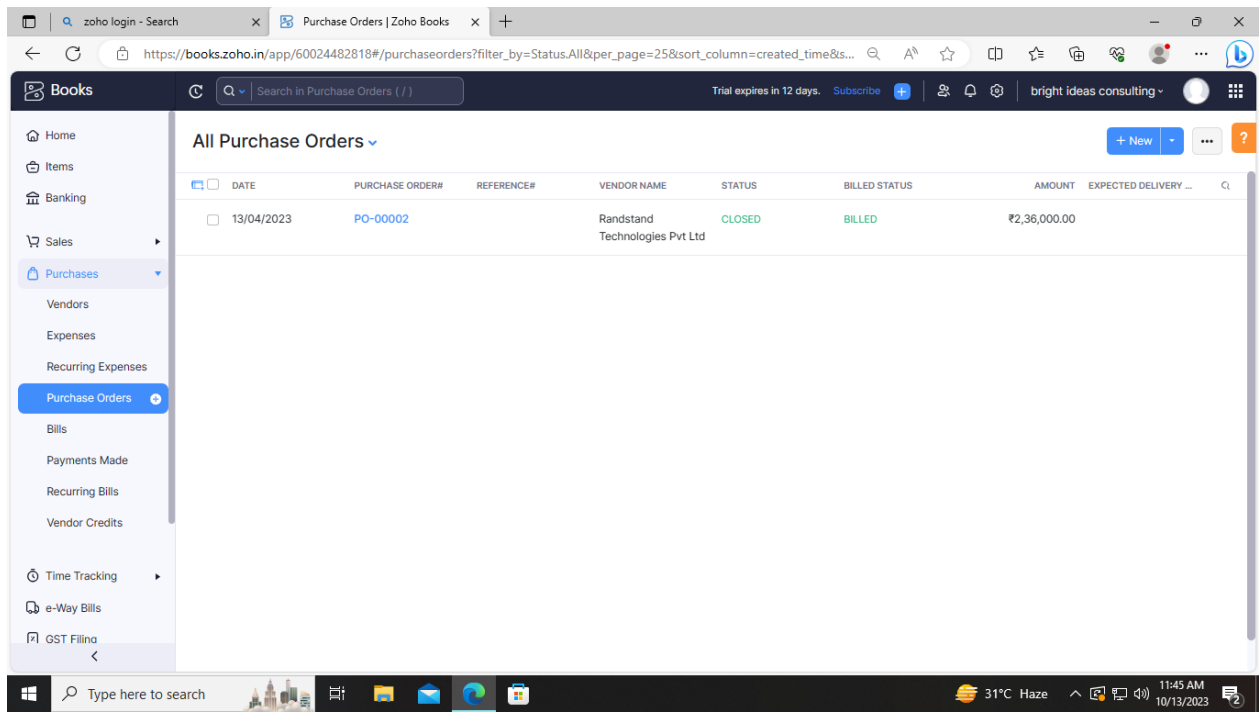 zoho login - Search
Purchase Orders | Zoho Books
https://books.zoho.in/app/60024482818#/purchaseorders?filter_by=Status.All&per_page=25&sort_column=created_time&s...
Books
Search in Purchase Orders ( / )
Trial expires in 12 days. Subscribe
bright ideas consulting
Home
Items
Banking
Sales
Purchases
Vendors
Expenses
Recurring Expenses
Purchase Orders
Bills
Payments Made
Recurring Bills
Vendor Credits
Time Tracking
e-Way Bills
GST Filing
All Purchase Orders
+ New
?
DATE PURCHASE ORDER# REFERENCE# VENDOR NAME STATUS BILLED STATUS AMOUNT EXPECTED DELIVERY ...
13/04/2023 PO-00002 Randstand CLOSED BILLED ₹2,36,000.00
Technologies Pvt Ltd
Type here to search
31°C Haze
11:45 AM
10/13/2023
2